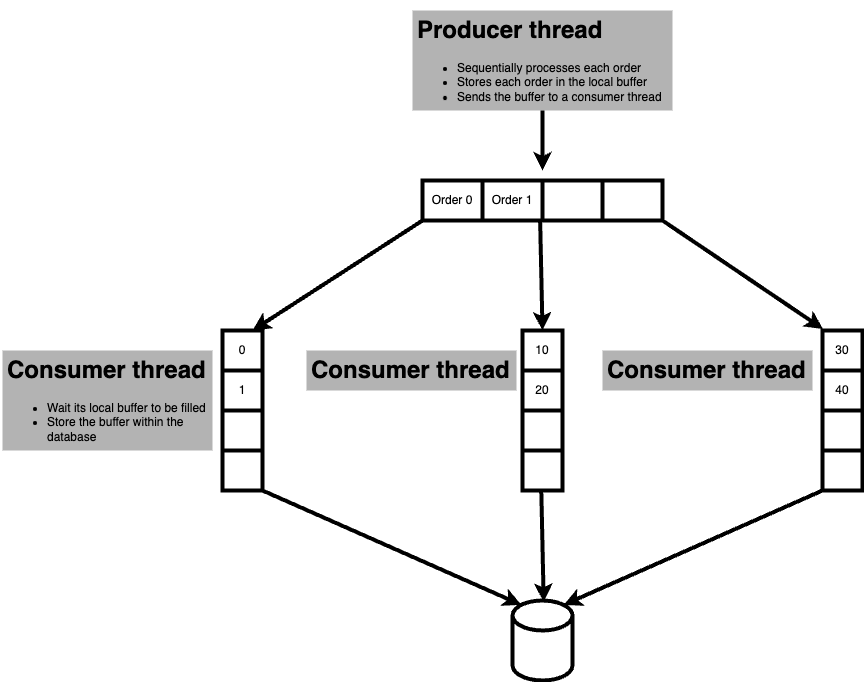 Producer thread
• Sequentially processes each order
• Stores each order in the local buffer
• Sends the buffer to a consumer thread
Order 0
Order 1
Consumer thread
• Wait its local buffer to be filled
• Store the buffer within the
database
0
1
Consumer thread
10
20
Consumer thread
30
40